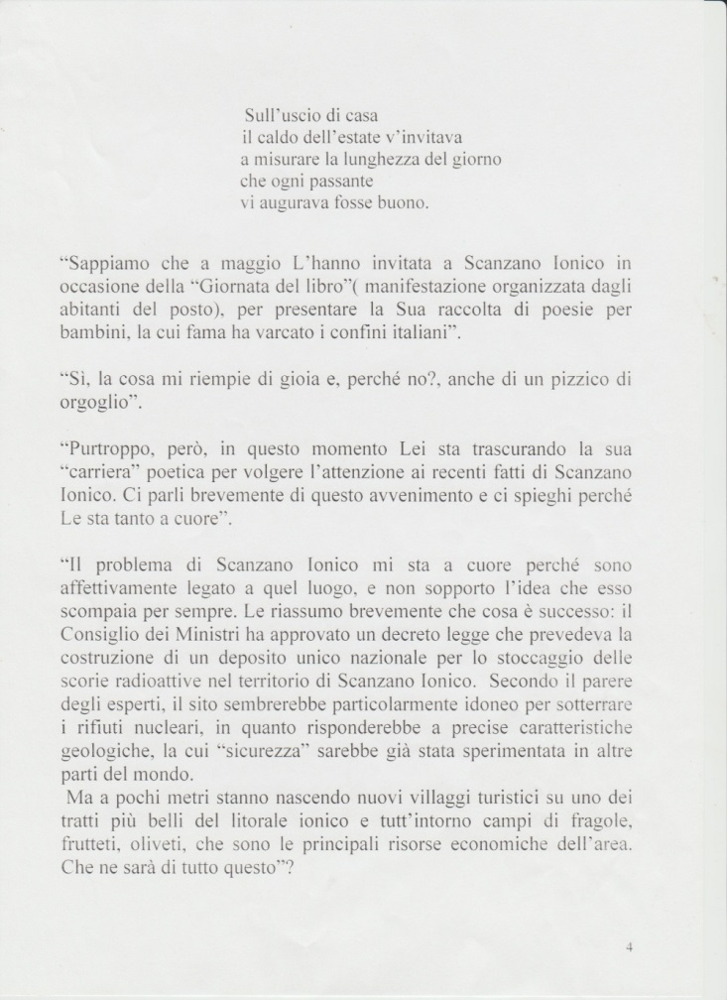 Sull'uscio di casa
il caldo dell'estate v'invitava
a misurare la lunghezza del giorno
che ogni passante
vi augurava fosse buono.
“Sappiamo che a maggio L'hanno invitata a Scanzano Ionico in
occasione della “Giornata del libro”( manifestazione organizzata dagli
abitanti del posto), per presentare la Sua raccolta di poesie per
bambini, la cui fama ha varcato i confini italiani”.
“Sì, la cosa mi riempie di gioia e, perché no?, anche di un pizzico di
orgoglio”.
“Purtroppo, però, in questo momento Lei sta trascurando la sua
“carriera” poetica per volgere l'attenzione ai recenti fatti di Scanzano
Ionico. Ci parli brevemente di questo avvenimento e ci spieghi perché
Le sta tanto a cuore”.
“Il problema di Scanzano Ionico mi sta a cuore perché sono
affettivamente legato a quel luogo, e non sopporto l'idea che esso
scompaia per sempre. Le riassumo brevemente che cosa è successo: il
Consiglio dei Ministri ha approvato un decreto legge che prevedeva la
costruzione di un deposito unico nazionale per lo stoccaggio delle
scorie radioattive nel territorio di Scanzano Ionico. Secondo il parere
degli esperti, il sito sembrerebbe particolarmente idoneo per sotterrare
i rifiuti nucleari, in quanto risponderebbe a precise caratteristiche
geologiche, la cui “sicurezza” sarebbe già stata sperimentata in altre
parti del mondo.
Ma a pochi metri stanno nascendo nuovi villaggi turistici su uno dei
tratti più belli del litorale ionico e tutt'intorno campi di fragole,
frutteti, oliveti, che sono le principali risorse economiche dell'area.
Che ne sarà di tutto questo”?
4